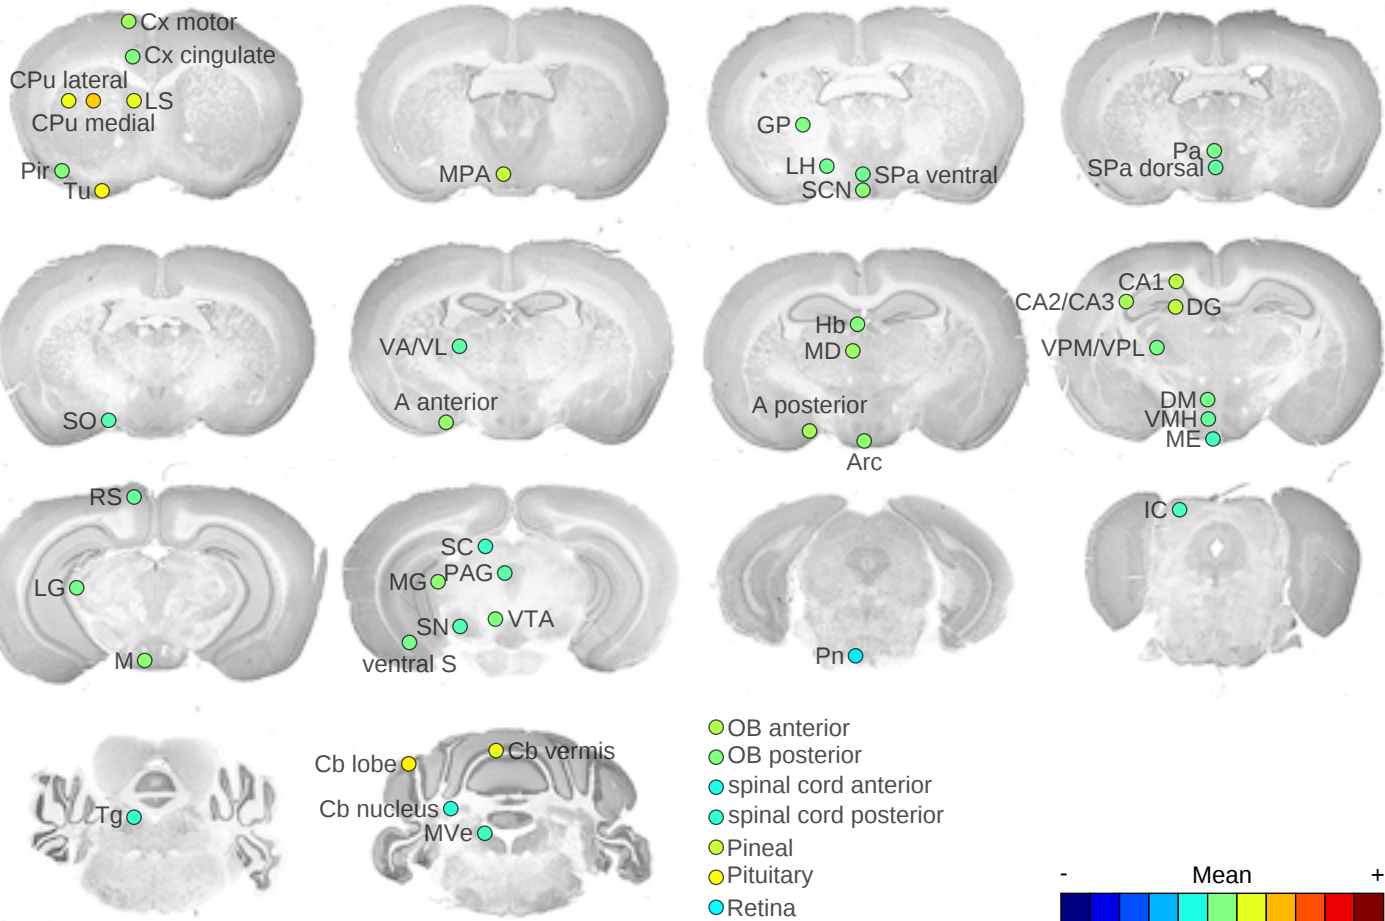 Cx motor
Cx cingulate
CPu lateral
LS
CPu medial
Pir
Tu
MPA
GP
LH
SPa ventral
SCN
Pa
SPa dorsal
SO
VA/VL
A anterior
Hb
MD
A posterior
Arc
CA1
CA2/CA3
DG
VPM/VPL
DM
VMH
ME
RS
LG
M
SC
MG
PAG
SN
VTA
ventral S
Pn
IC
Tg
Cb lobe
Cb vermis
Cb nucleus
MVe
OB anterior
OB posterior
spinal cord anterior
spinal cord posterior
Pineal
Pituitary
Retina
- Mean +